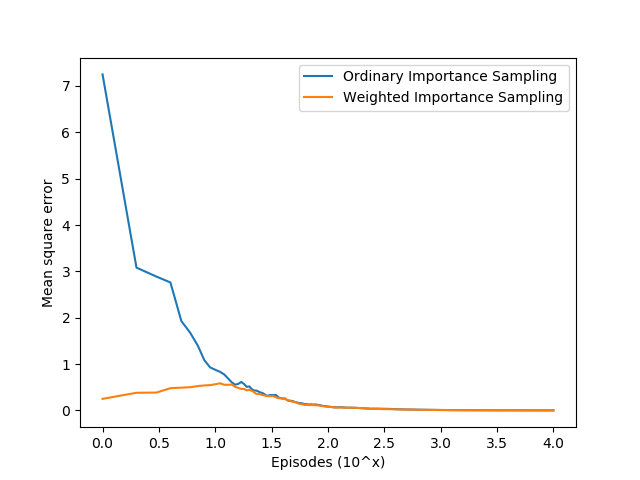 Ordinary Importance Sampling
Weighted Importance Sampling
Mean square error
7
6
5
4
3
2
1
0
0.0 0.5 1.0 1.5 2.0 2.5 3.0 3.5 4.0
Episodes (10^x)